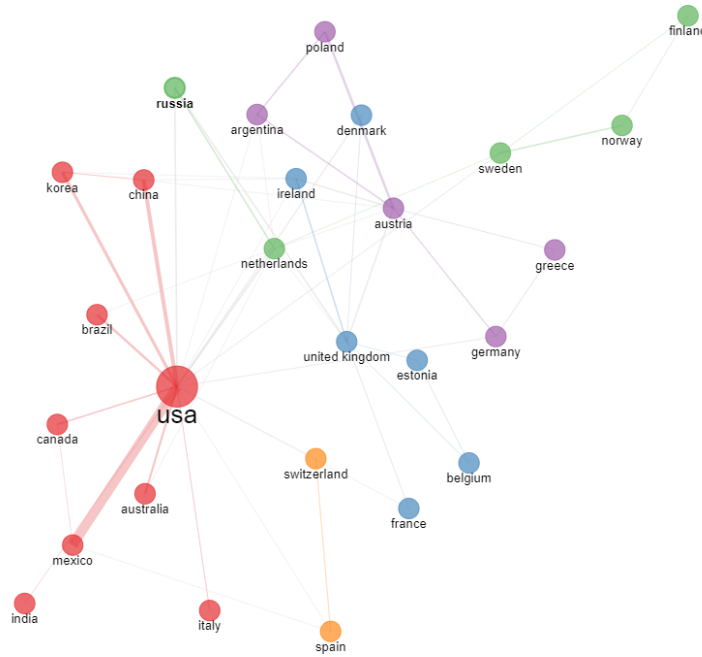 finland
poland
russia
argentina
denmark
norway
sweden
korea
china
ireland
austria
netherlands
greece
brazil
united kingdom
germany
estonia
usa
canada
switzerland
belgium
australia
france
mexico
india
italy
spain